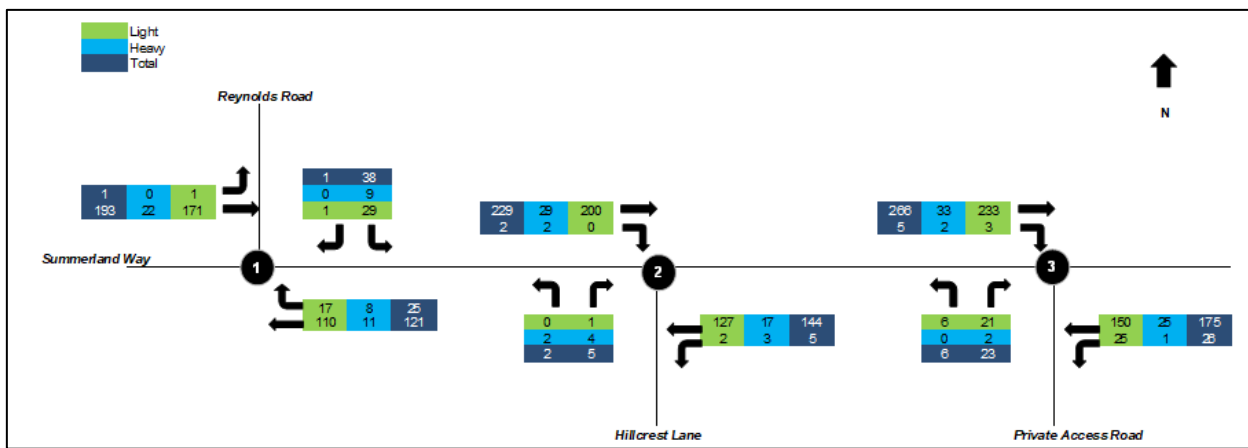 Light
Heavy
Total
N
Reynolds Road
1 0 1
193 22 171
1 38
0 9
1 29
229 29 200
2 2 0
266 33 233
5 2 3
Summerland Way
1
2
3
17 8 25
110 11 121
0 1
2 4
2 5
127 17 144
2 3 5
6 21
0 2
6 23
150 25 175
25 1 26
Hillcrest Lane
Private Access Road